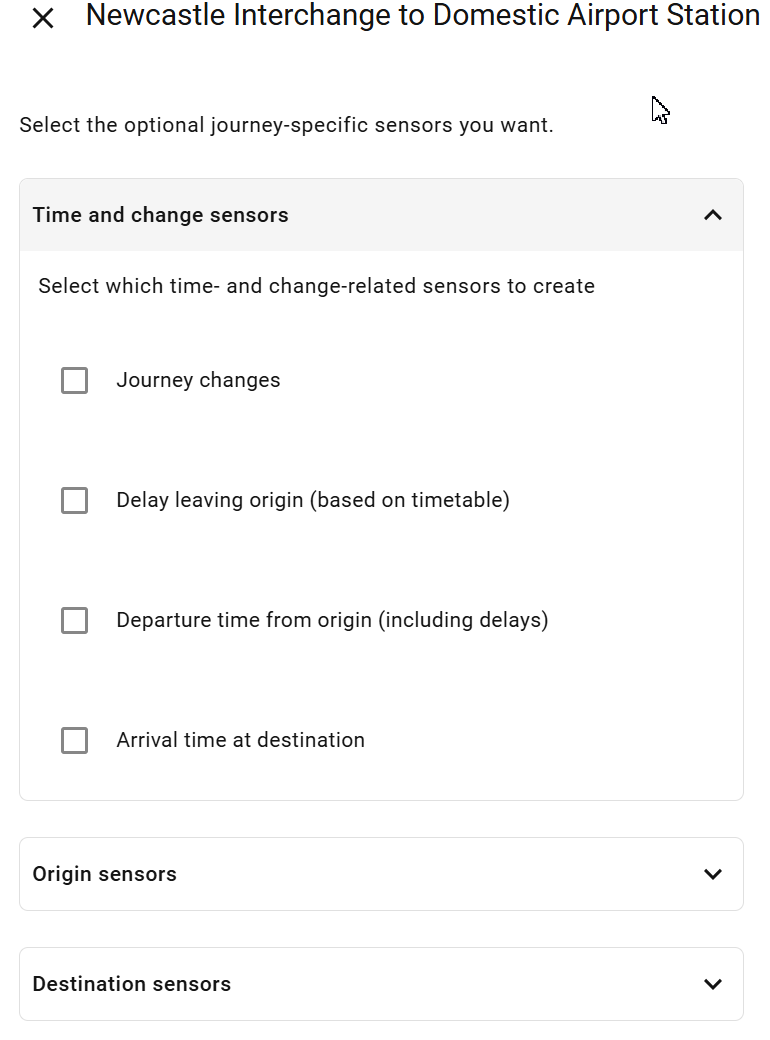 Newcastle Interchange to Domestic Airport Station
Select the optional journey-specific sensors you want.
Time and change sensors
Select which time- and change-related sensors to create
Journey changes
Delay leaving origin (based on timetable)
Departure time from origin (including delays)
Arrival time at destination
Origin sensors
Destination sensors